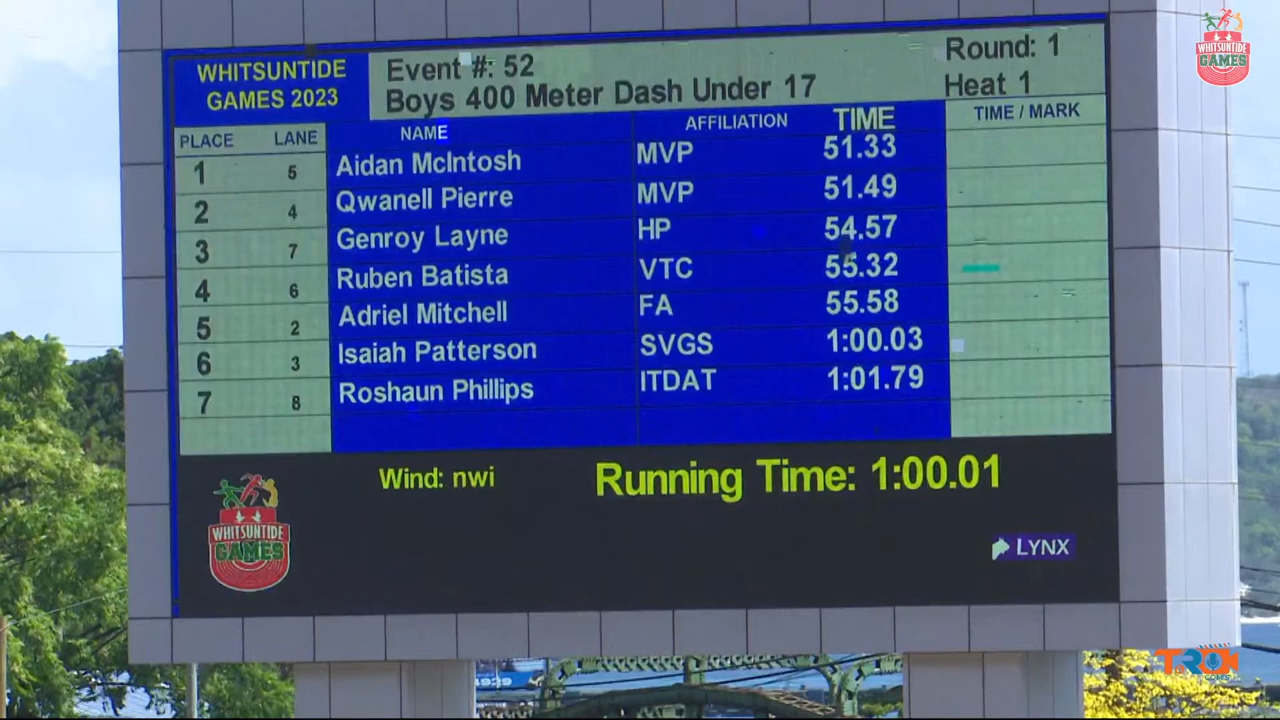 WHITSUNTIDE
GAMES 2023
Event #: 52
Boys 400 Meter Dash Under 17
Round: 1
Heat 1
WHITSUNTIDE
GAMES
PLACE LANE NAME AFFILIATION TIME TIME / MARK
1 5 Aidan McIntosh MVP 51.33
2 4 Qwanell Pierre MVP 51.49
3 7 Genroy Layne HP 54.57
4 6 Ruben Batista VTC 55.32
5 2 Adriel Mitchell FA 55.58
6 3 Isaiah Patterson SVGS 1:00.03
7 8 Roshaun Phillips ITDAT 1:01.79
Wind: nwi
Running Time: 1:00.01
WHITSUNTIDE
GAMES
LYNX
4929